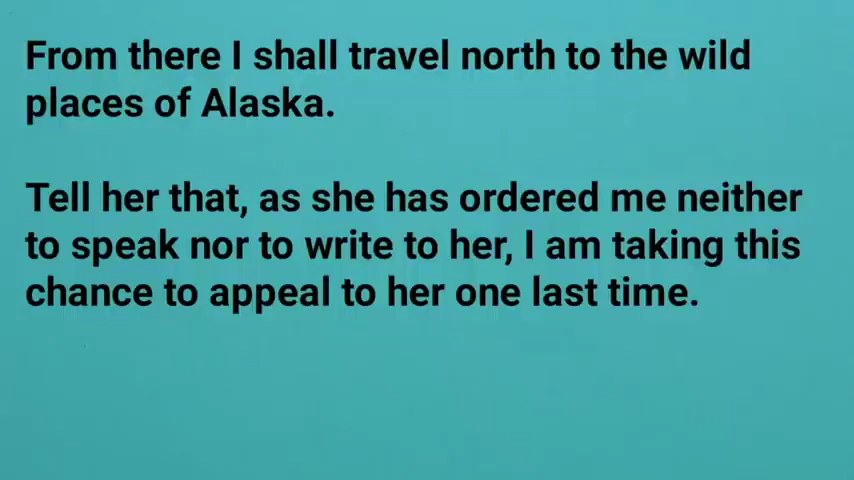 From there I shall travel north to the wild
places of Alaska.
Tell her that, as she has ordered me neither
to speak nor to write to her, I am taking this
chance to appeal to her one last time.